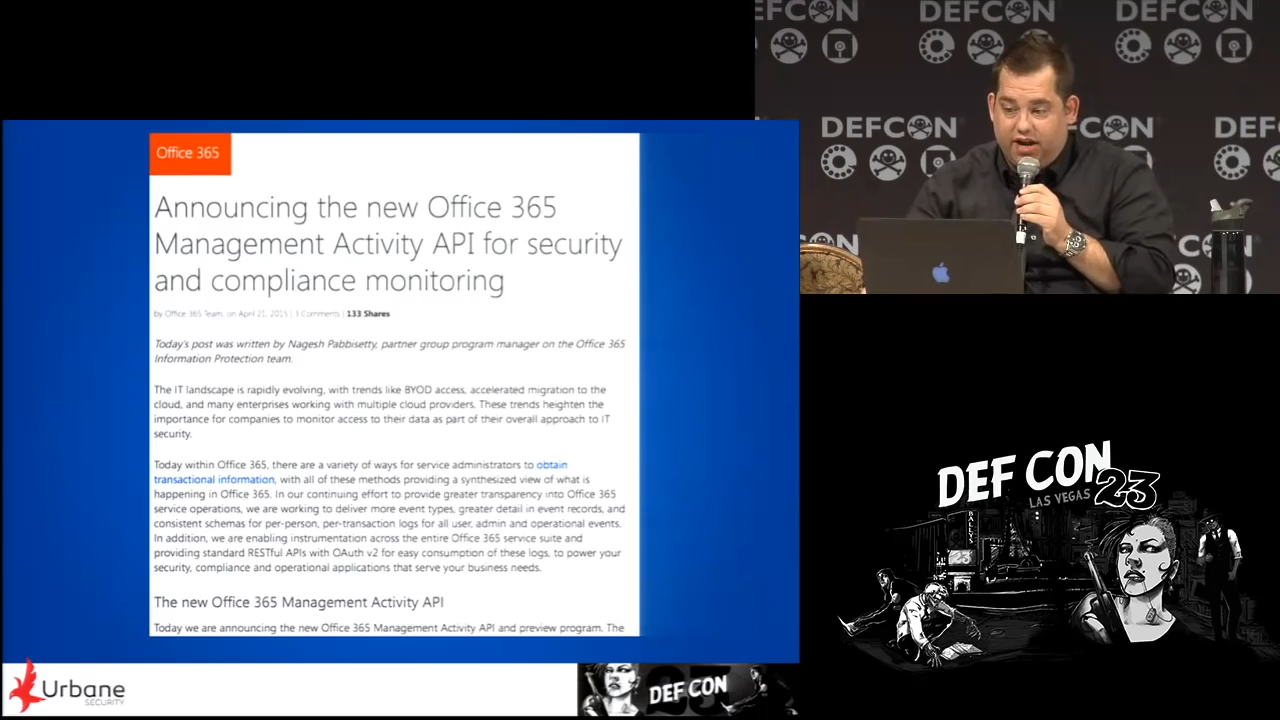 DEFCON DEFCON DEFCON
DEFCON DEFCON DEFCON
Office 365
Announcing the new Office 365
Management Activity API for security
and compliance monitoring
by Office 365 Team, on April 21, 2015 | 3 Comments | 133 Shares
Today's post was written by Nagesh Pabbisetty, partner group program manager on the Office 365
Information Protection team.
The IT landscape is rapidly evolving, with trends like BYOD access, accelerated migration to the
cloud, and many enterprises working with multiple cloud providers. These trends heighten the
importance for companies to monitor access to their data as part of their overall approach to IT
security.
Today within Office 365, there are a variety of ways for service administrators to obtain
transactional information, with all of these methods providing a synthesized view of what is
happening in Office 365. In our continuing effort to provide greater transparency into Office 365
service operations, we are working to deliver more event types, greater detail in event records, and
consistent schemas for per-person, per-transaction logs for all user, admin and operational events.
In addition, we are enabling instrumentation across the entire Office 365 service suite and
providing standard RESTful APIs with OAuth v2 for easy consumption of these logs, to power your
security, compliance and operational applications that serve your business needs.
The new Office 365 Management Activity API
Today we are announcing the new Office 365 Management Activity API and preview program. The
Urbane
SECURITY
DEF CON
DEF CON
LAS VEGAS 23
BALLY'S